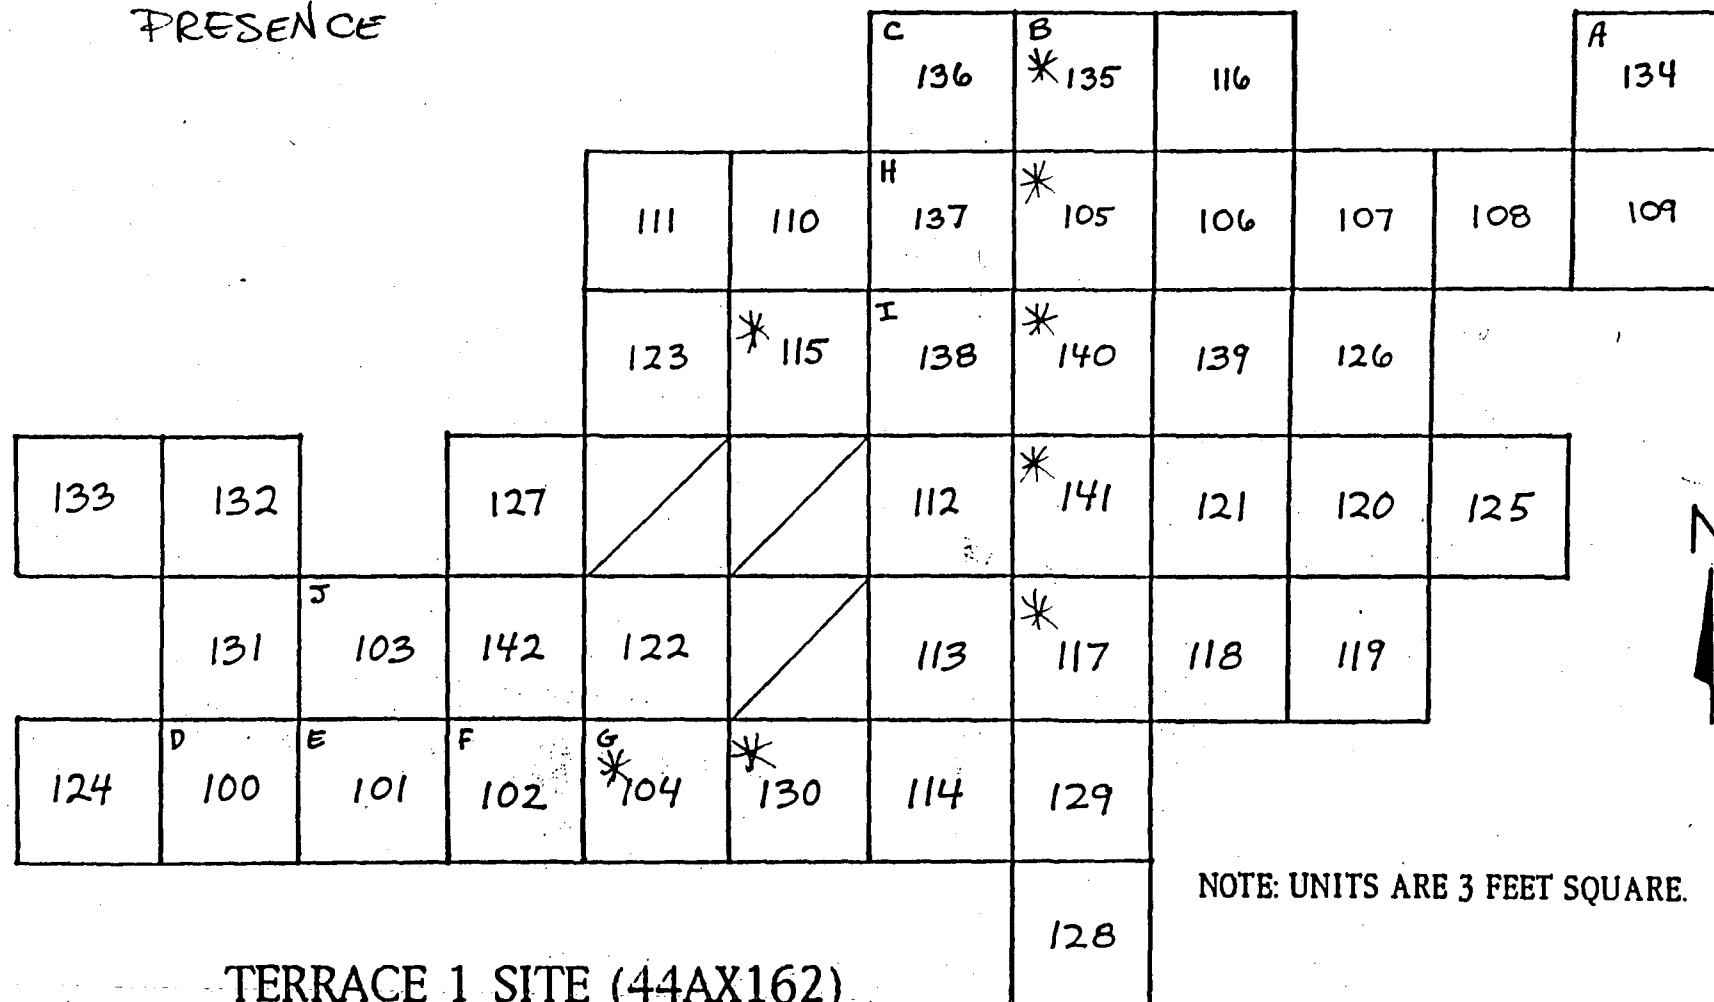 PRESENCE
C B A
136 * 135 116 134
H *
111 110 137 105 106 107 108 109
I *
123 * 115 138 140 139 126
*
133 132 127 112 141 121 120 125
N
J *
131 103 142 122 113 117 118 119
D E F G *
124 100 101 102 * 104 130 114 129
NOTE: UNITS ARE 3 FEET SQUARE.
128
TERRACE 1 SITE (44AX162)